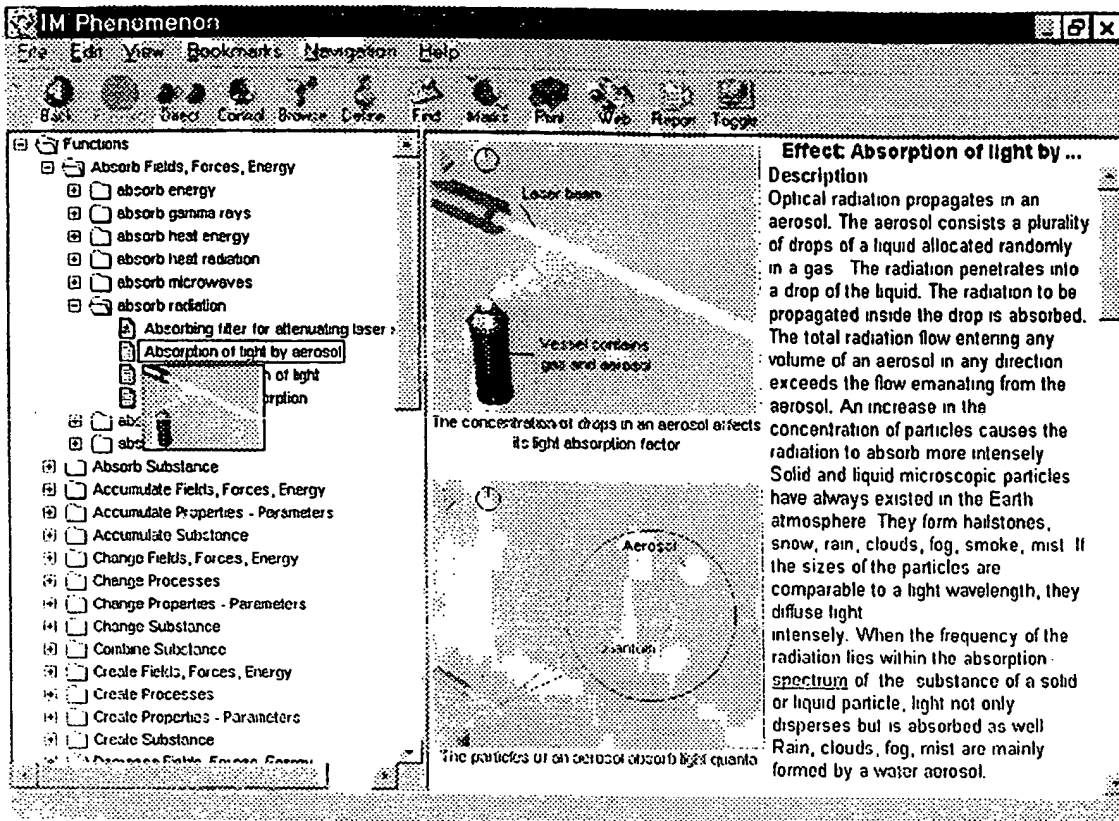 IM Phenomenon
File Edit View Bookmarks Navigation Help
Back Direct Control Browse Define Find Marks Print Web Report Toggle
Functions
Absorb Fields, Forces, Energy
absorb energy
absorb gamma rays
absorb heat energy
absorb heat radiation
absorb microwaves
absorb radiation
Absorbing filter for attenuating laser
Absorption of light by aerosol
n of light
orption
abs
abs
Absorb Substance
Accumulate Fields, Forces, Energy
Accumulate Properties - Parameters
Accumulate Substance
Change Fields, Forces, Energy
Change Processes
Change Properties - Parameters
Change Substance
Combine Substance
Create Fields, Forces, Energy
Create Processes
Create Properties - Parameters
Create Substance
Decrease Fields, Forces, Energy
Laser beam
Vessel contains
gas and aerosol
The concentration of drops in an aerosol affects
its light absorption factor
Aerosol
Quantum
The particles of an aerosol absorb light quanta
Effect: Absorption of light by ...
Description
Optical radiation propagates in an
aerosol. The aerosol consists a plurality
of drops of a liquid allocated randomly
in a gas The radiation penetrates into
a drop of the liquid. The radiation to be
propagated inside the drop is absorbed.
The total radiation flow entering any
volume of an aerosol in any direction
exceeds the flow emanating from the
aerosol. An increase in the
concentration of particles causes the
radiation to absorb more intensely
Solid and liquid microscopic particles
have always existed in the Earth
atmosphere They form hailstones,
snow, rain, clouds, fog, smoke, mist If
the sizes of the particles are
comparable to a light wavelength, they
diffuse light
intensely. When the frequency of the
radiation lies within the absorption
spectrum of the substance of a solid
or liquid particle, light not only
disperses but is absorbed as well
Rain, clouds, fog, mist are mainly
formed by a water aerosol.